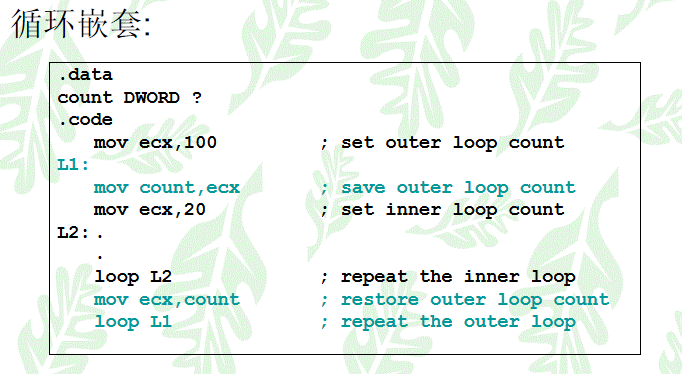 循环嵌套:
.data
count DWORD ?
.code
mov ecx,100 ; set outer loop count
L1:
mov count,ecx ; save outer loop count
mov ecx,20 ; set inner loop count
L2: .
.
loop L2 ; repeat the inner loop
mov ecx,count ; restore outer loop count
loop L1 ; repeat the outer loop